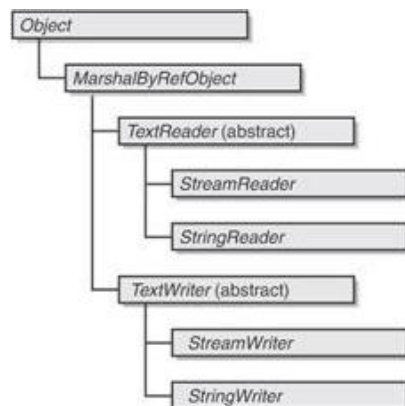 Object
MarshalByRefObject
TextReader (abstract)
StreamReader
StringReader
TextWriter (abstract)
StreamWriter
StringWriter